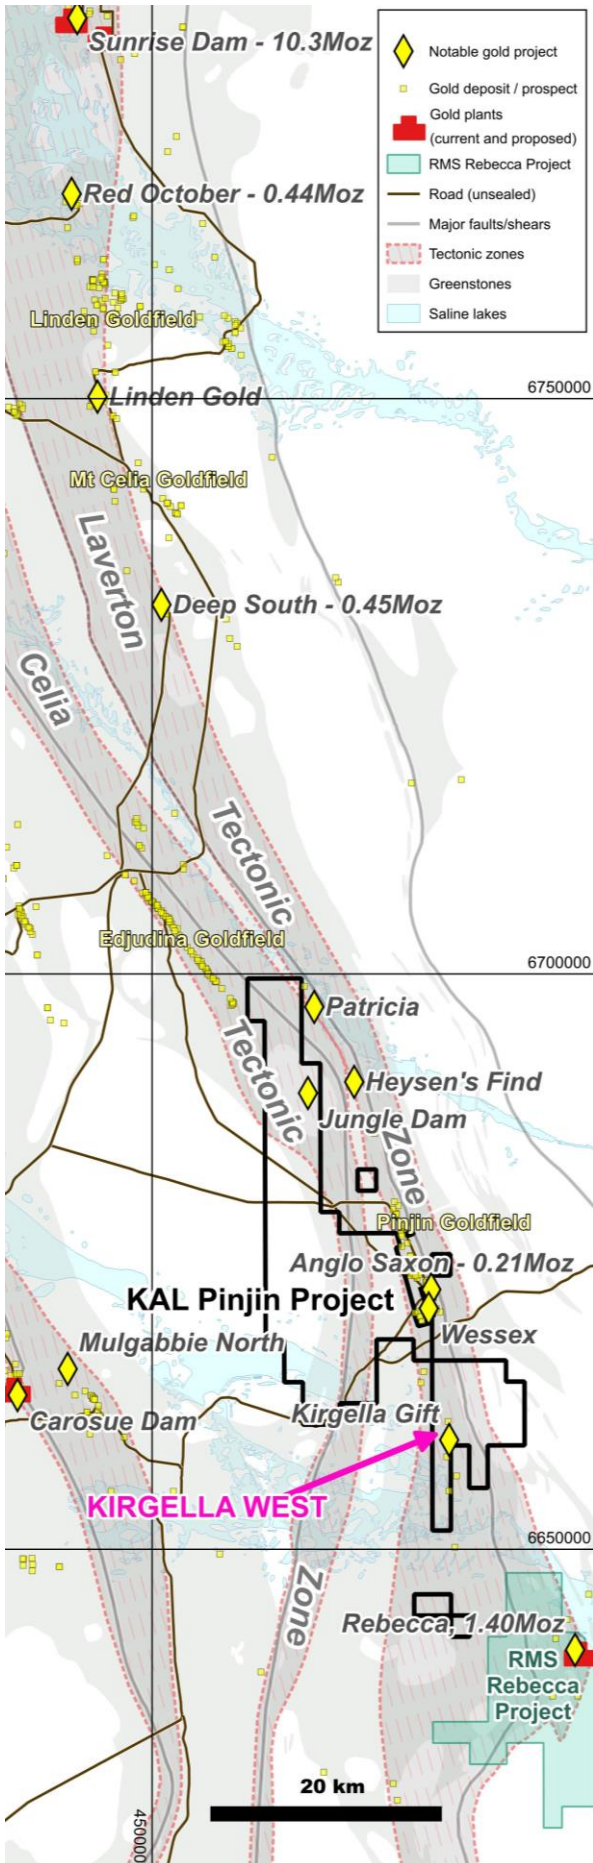 Sunrise Dam - 10.3Moz
Notable gold project
Gold deposit / prospect
Gold plants
(current and proposed)
RMS Rebecca Project
Road (unsealed)
Major faults/shears
Tectonic zones
Greenstones
Saline lakes
Red October - 0.44Moz
Linden Goldfield
Linden Gold
6750000
Mt Celia Goldfield
Laverton
Deep South - 0.45Moz
Celia
Tectonic
Edjudina Goldfield
6700000
Patricia
Tectonic
Heysen's Find
Jungle Dam
Zone
Pinjin Goldfield
Anglo Saxon - 0.21Moz
KAL Pinjin Project
Wessex
Mulgabbie North
Carosue Dam
Kirgella Gift
KIRGELLA WEST
6650000
Zone
Rebecca, 1.40Moz
RMS
Rebecca
Project
20 km
450000